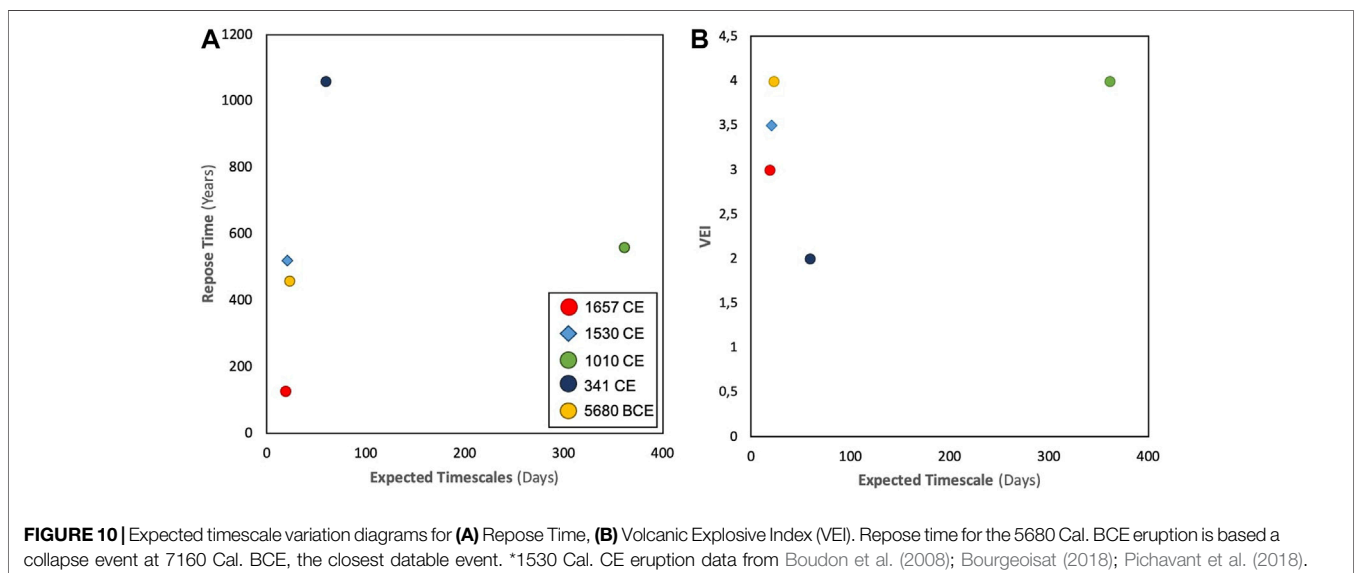 A
1200
1000
800
600
400
200
0
Repose Time (Years)
0 100 200 300 400
Expected Timescales (Days)
1657 CE
1530 CE
1010 CE
341 CE
5680 BCE
B
4,5
4
3,5
3
2,5
2
1,5
1
0,5
0
VEI
0 100 200 300 400
Expected Timescale (Days)
FIGURE 10 | Expected timescale variation diagrams for (A) Repose Time, (B) Volcanic Explosive Index (VEI). Repose time for the 5680 Cal. BCE eruption is based a
collapse event at 7160 Cal. BCE, the closest datable event. *1530 Cal. CE eruption data from Boudon et al. (2008); Bourgeoisat (2018); Pichavant et al. (2018).